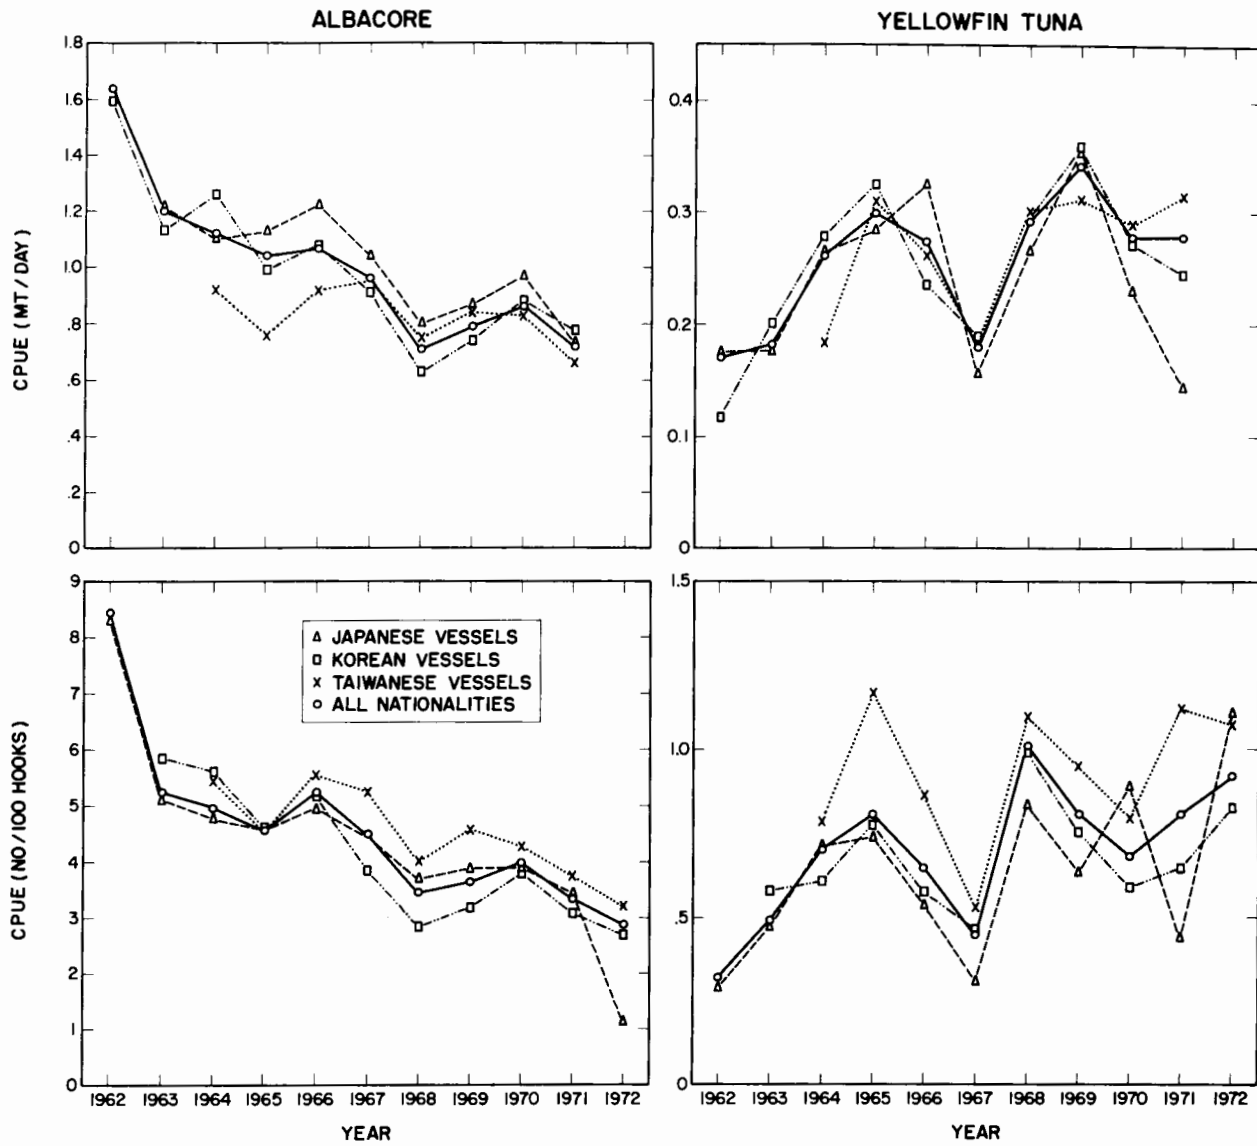 ALBACORE
YELLOWFIN TUNA
CPUE (MT/DAY)
1.8
1.6
1.4
1.2
1.0
.8
.6
.4
.2
0
0.4
0.3
0.2
0.1
0
CPUE (NO/100 HOOKS)
9
8
7
6
5
4
3
2
1
0
Δ JAPANESE VESSELS
□ KOREAN VESSELS
x TAIWANESE VESSELS
o ALL NATIONALITIES
1.5
1.0
.5
0
1962 1963 1964 1965 1966 1967 1968 1969 1970 1971 1972
YEAR
1962 1963 1964 1965 1966 1967 1968 1969 1970 1971 1972
YEAR